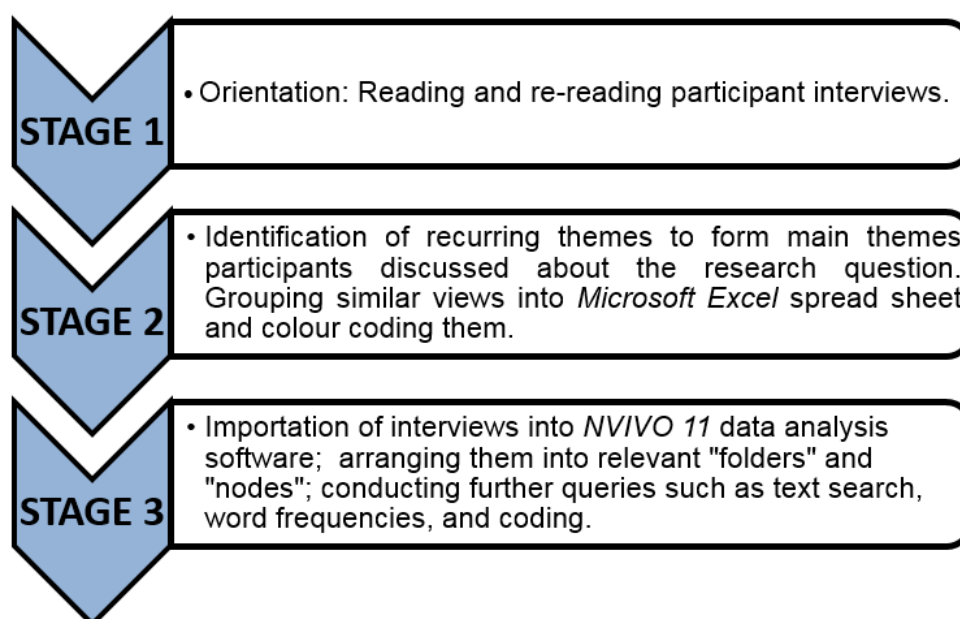 STAGE 1
• Orientation: Reading and re-reading participant interviews.
STAGE 2
• Identification of recurring themes to form main themes
participants discussed about the research question.
Grouping similar views into Microsoft Excel spread sheet
and colour coding them.
STAGE 3
• Importation of interviews into NVIVO 11 data analysis
software; arranging them into relevant "folders" and
"nodes"; conducting further queries such as text search,
word frequencies, and coding.